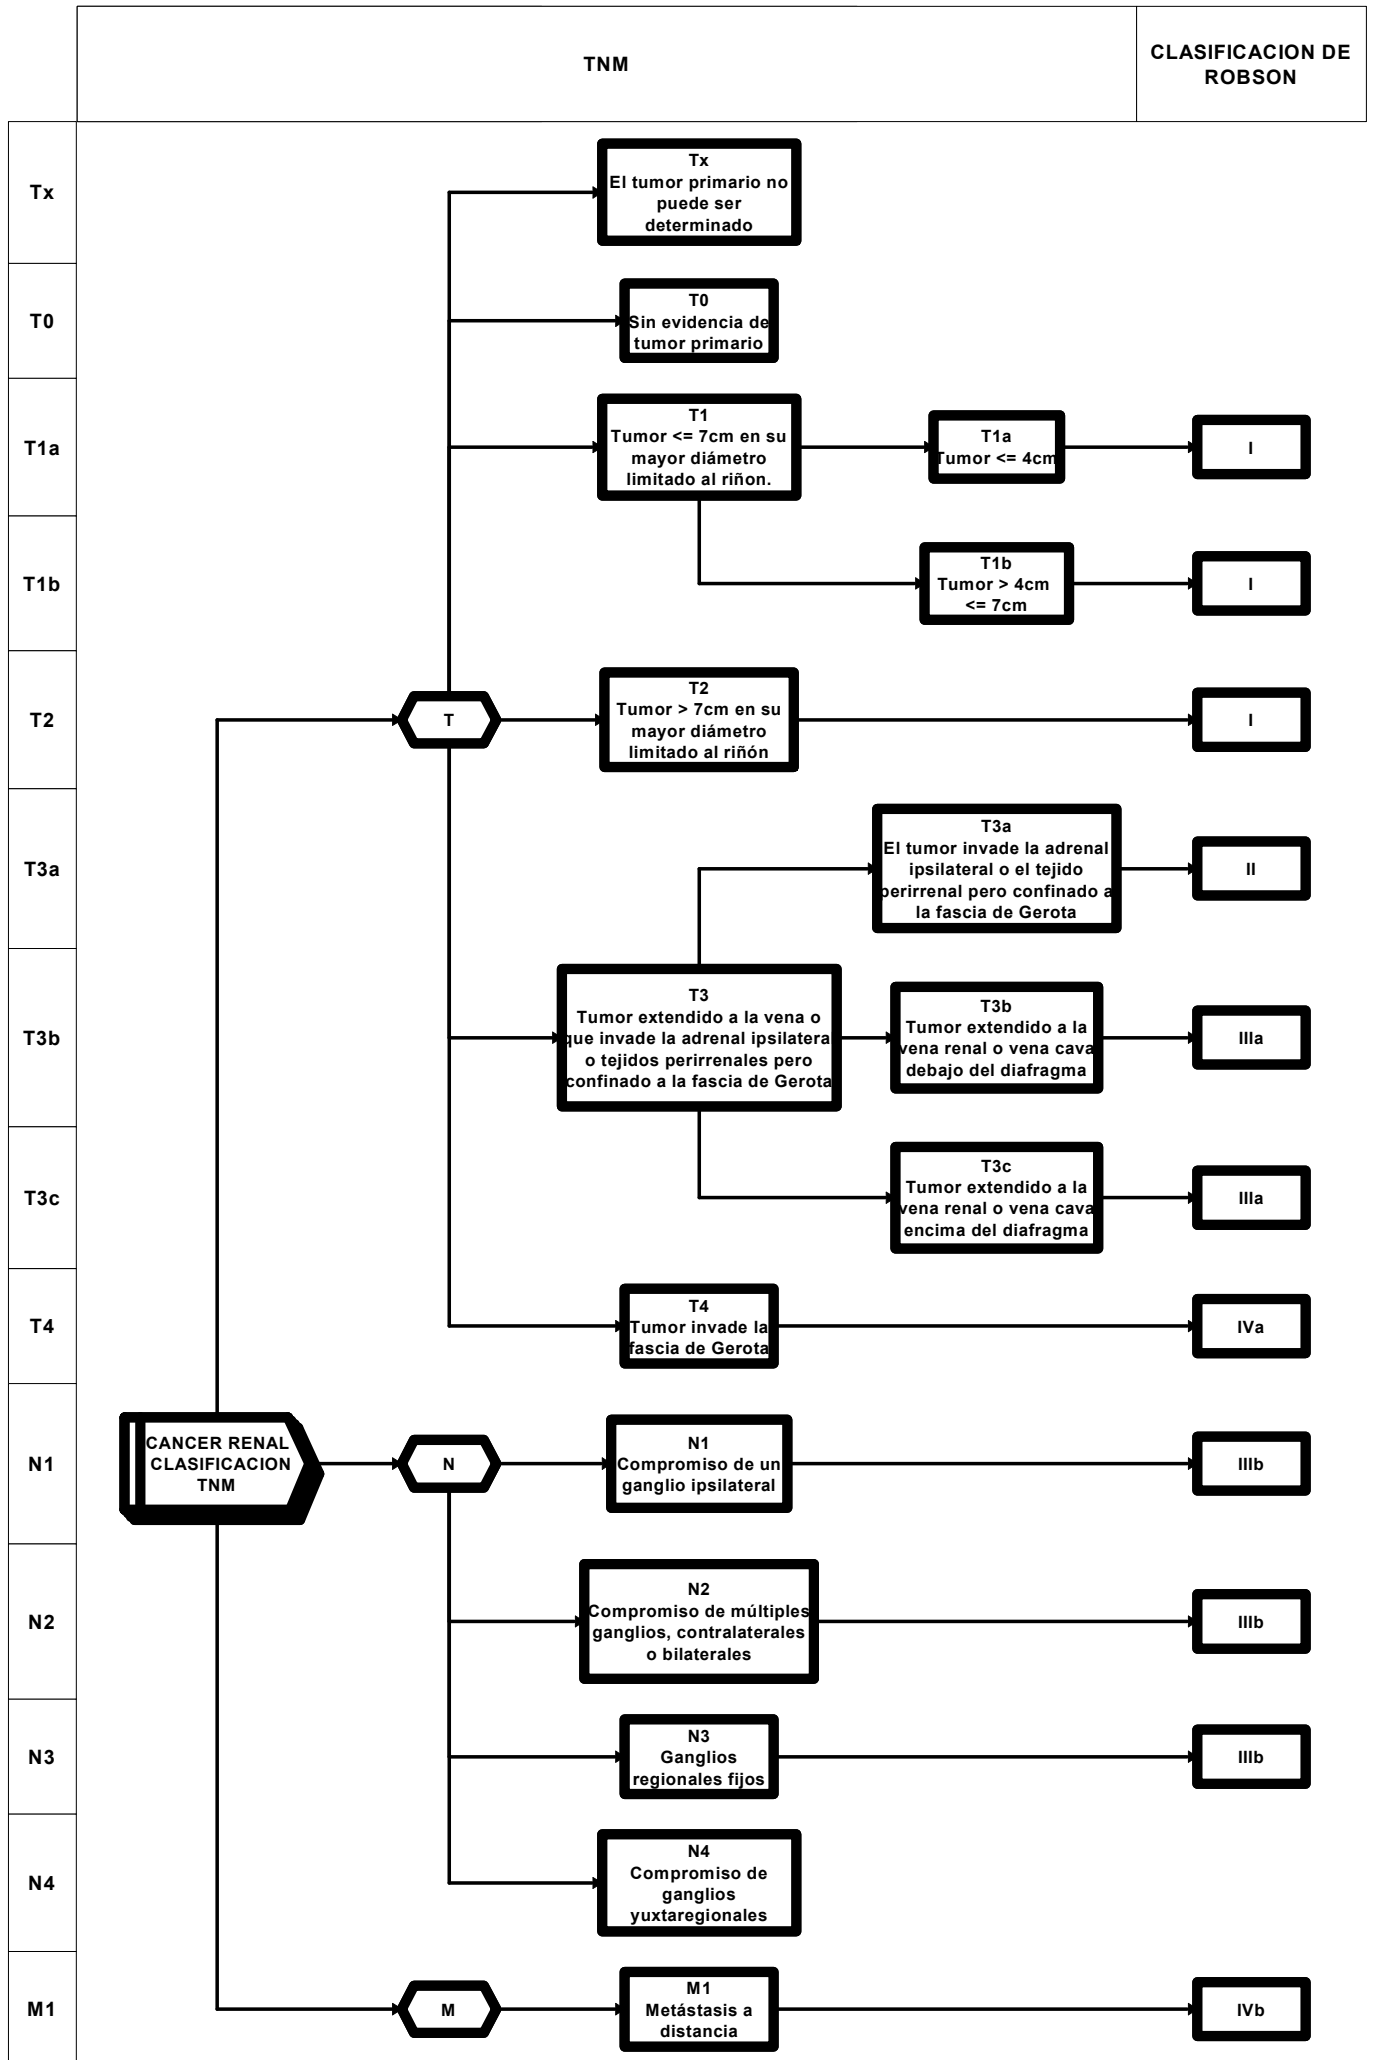 TNM
CLASIFICACION DE
ROBSON
Tx
Tx
El tumor primario no
puede ser
determinado
T0
T0
Sin evidencia de
tumor primario
T1a
T1
Tumor <= 7cm en su
mayor diámetro
limitado al riñon.
T1a
Tumor <= 4cm
I
T1b
T1b
Tumor > 4cm
<= 7cm
I
T2
T
T2
Tumor > 7cm en su
mayor diámetro
limitado al riñón
I
T3a
T3a
El tumor invade la adrenal
ipsilateral o el tejido
perirrenal pero confinado a
la fascia de Gerota
II
T3b
T3
Tumor extendido a la vena o
que invade la adrenal ipsilatera
o tejidos perirrenales pero
confinado a la fascia de Gerota
T3b
Tumor extendido a la
vena renal o vena cava
debajo del diafragma
IIIa
T3c
T3c
Tumor extendido a la
vena renal o vena cava
encima del diafragma
IIIa
T4
T4
Tumor invade la
fascia de Gerota
IVa
N1
CANCER RENAL
CLASIFICACION
TNM
N
N1
Compromiso de un
ganglio ipsilateral
IIIb
N2
N2
Compromiso de múltiples
ganglios, contralaterales
o bilaterales
IIIb
N3
N3
Ganglios
regionales fijos
IIIb
N4
N4
Compromiso de
ganglios
yuxtaregionales
M1
M
M1
Metástasis a
distancia
IVb